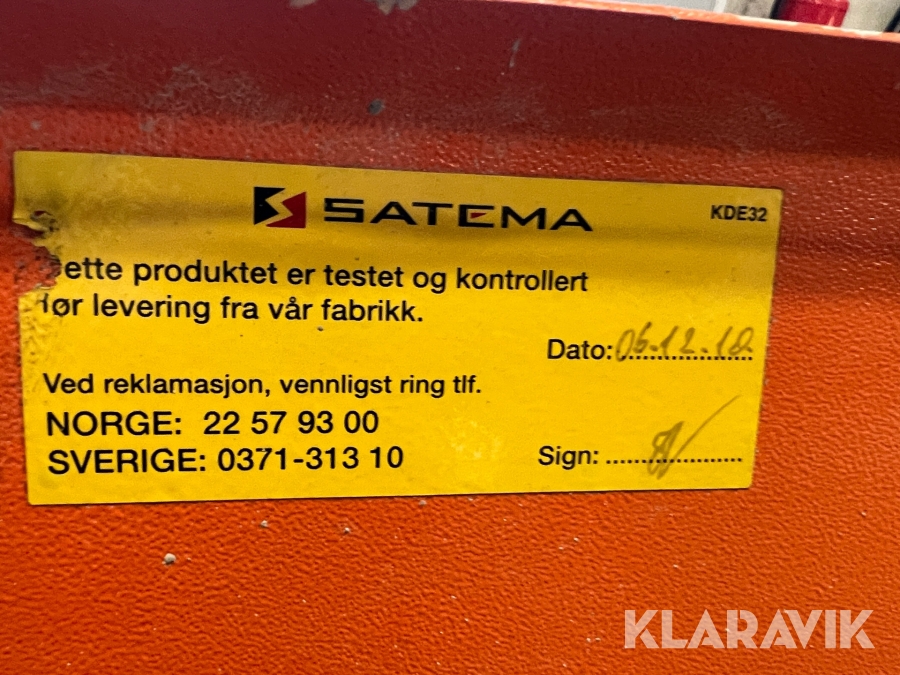 SATEMA
KDE32
Dette produktet er testet og kontrollert
før levering fra vår fabrikk.
Dato: 06.12.18
Ved reklamasjon, vennligst ring tlf.
NORGE: 22 57 93 00
SVERIGE: 0371-313 10
Sign: ....................
KLARAVIK